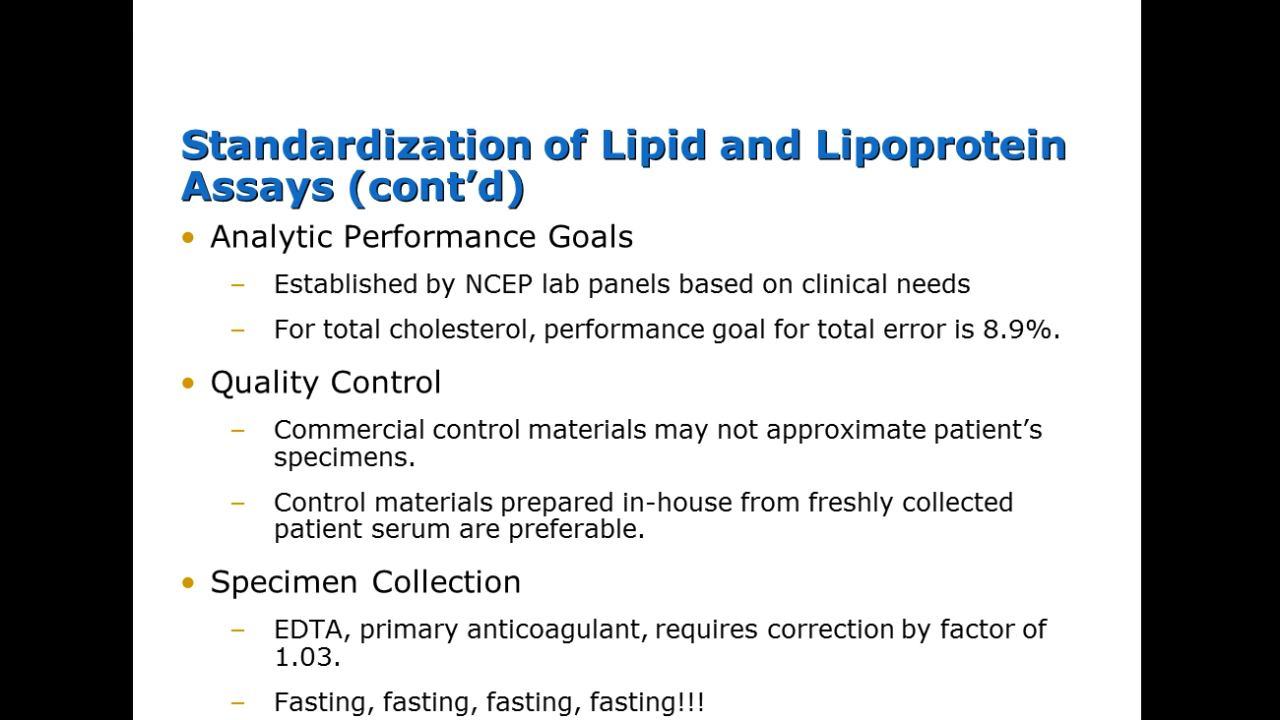 Standardization of Lipid and Lipoprotein
Assays (cont’d)
• Analytic Performance Goals
– Established by NCEP lab panels based on clinical needs
– For total cholesterol, performance goal for total error is 8.9%.
• Quality Control
– Commercial control materials may not approximate patient’s
specimens.
– Control materials prepared in-house from freshly collected
patient serum are preferable.
• Specimen Collection
– EDTA, primary anticoagulant, requires correction by factor of
1.03.
– Fasting, fasting, fasting, fasting!!!